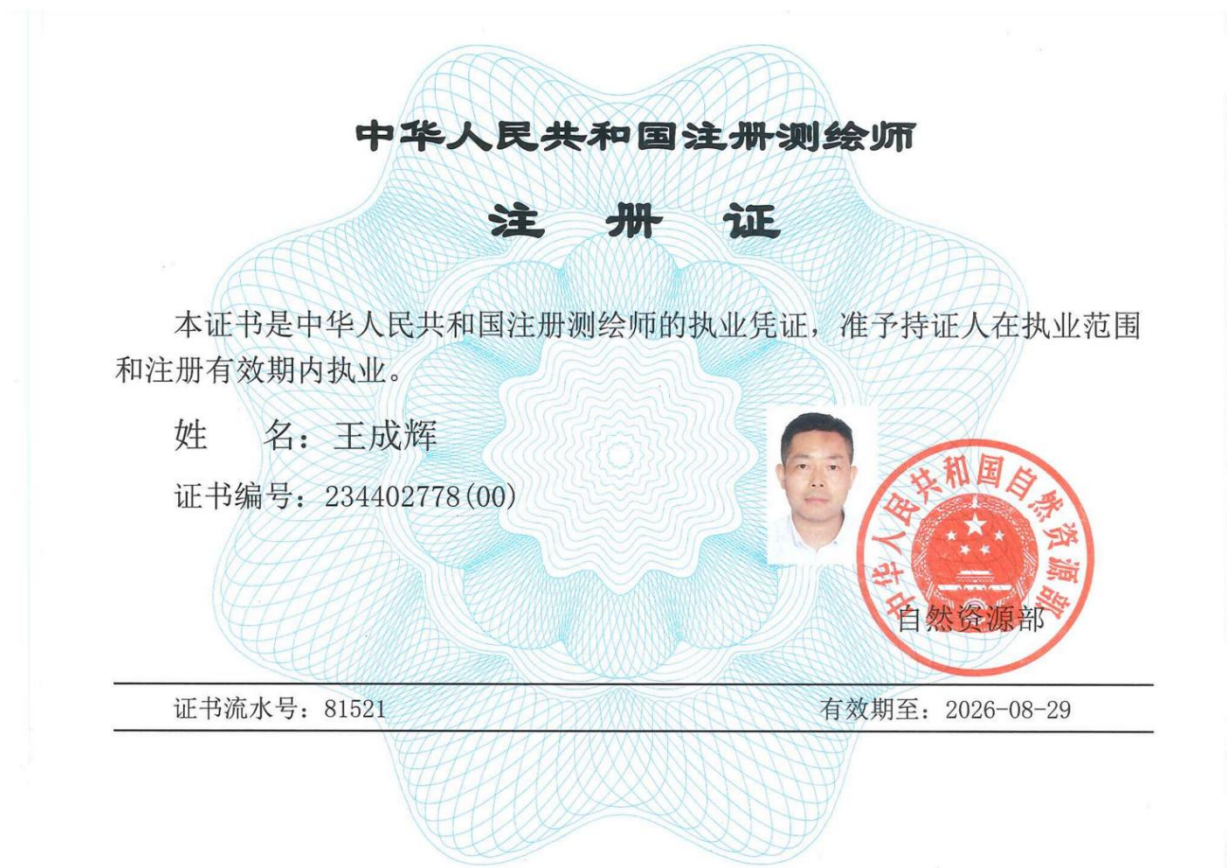 中华人民共和国注册测绘师
注 册 证
本证书是中华人民共和国注册测绘师的执业凭证，准予持证人在执业范围
和注册有效期内执业。
姓 名：王成辉
证书编号：234402778(00)
中华人民共和国自然资源部
自然资源部
证书流水号：81521 有效期至：2026-08-29